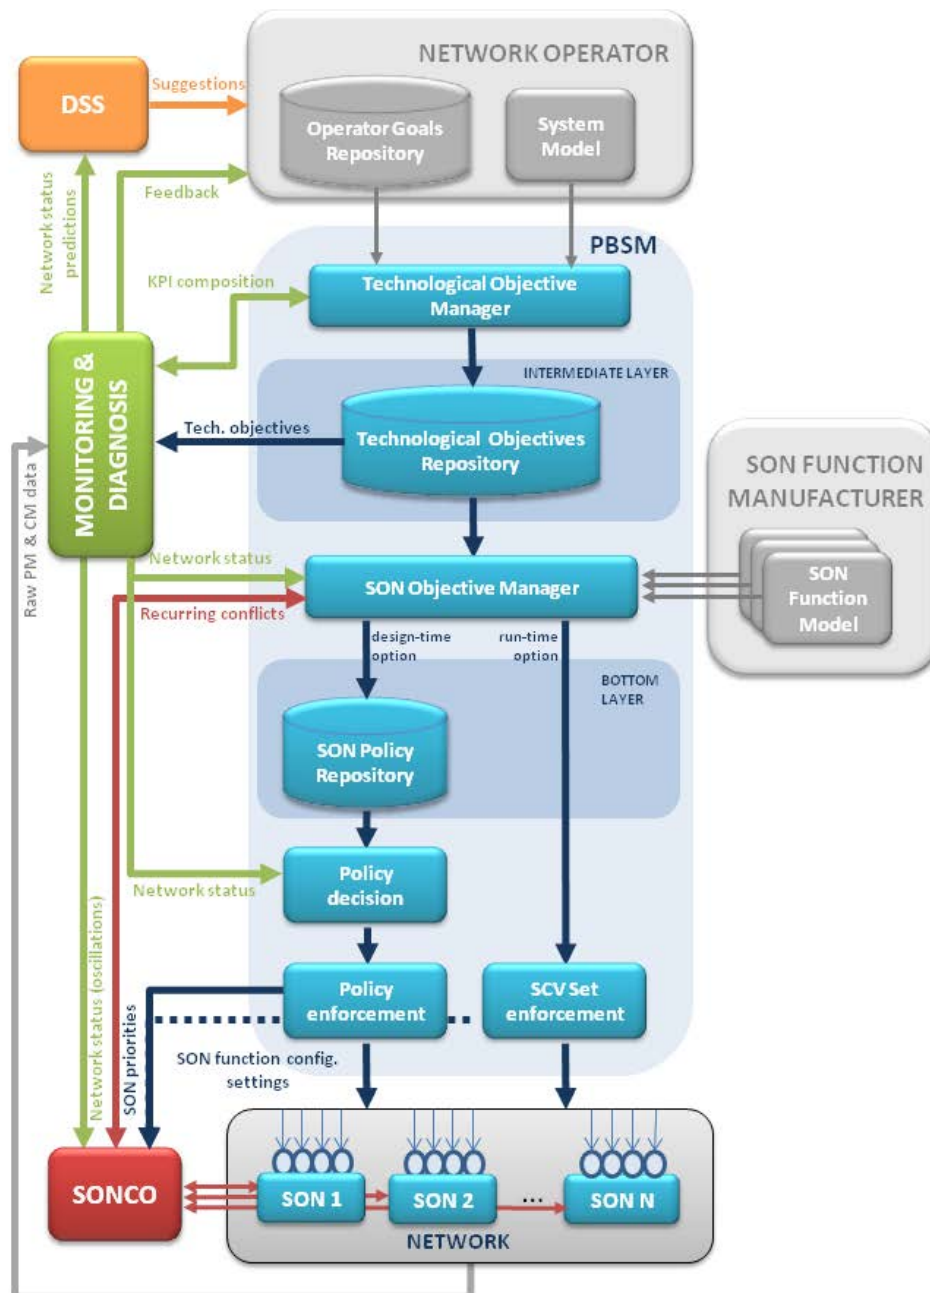 NETWORK OPERATOR
DSS
Suggestions
Operator Goals
Repository
System
Model
Feedback
Network status
predictions
PBSM
KPI composition
Technological Objective
Manager
INTERMEDIATE LAYER
MONITORING &
DIAGNOSIS
Tech. objectives
Technological Objectives
Repository
SON FUNCTION
MANUFACTURER
Raw PM & CM data
Network status
SON Objective Manager
SON
Function
Model
Recurring conflicts
design-time
option
run-time
option
BOTTOM
LAYER
SON Policy
Repository
Policy
decision
Network status
Network status (oscillations)
SON priorities
Policy
enforcement
SCV Set
enforcement
SON function config.
settings
SONCO
SON 1
SON 2
...
SON N
NETWORK